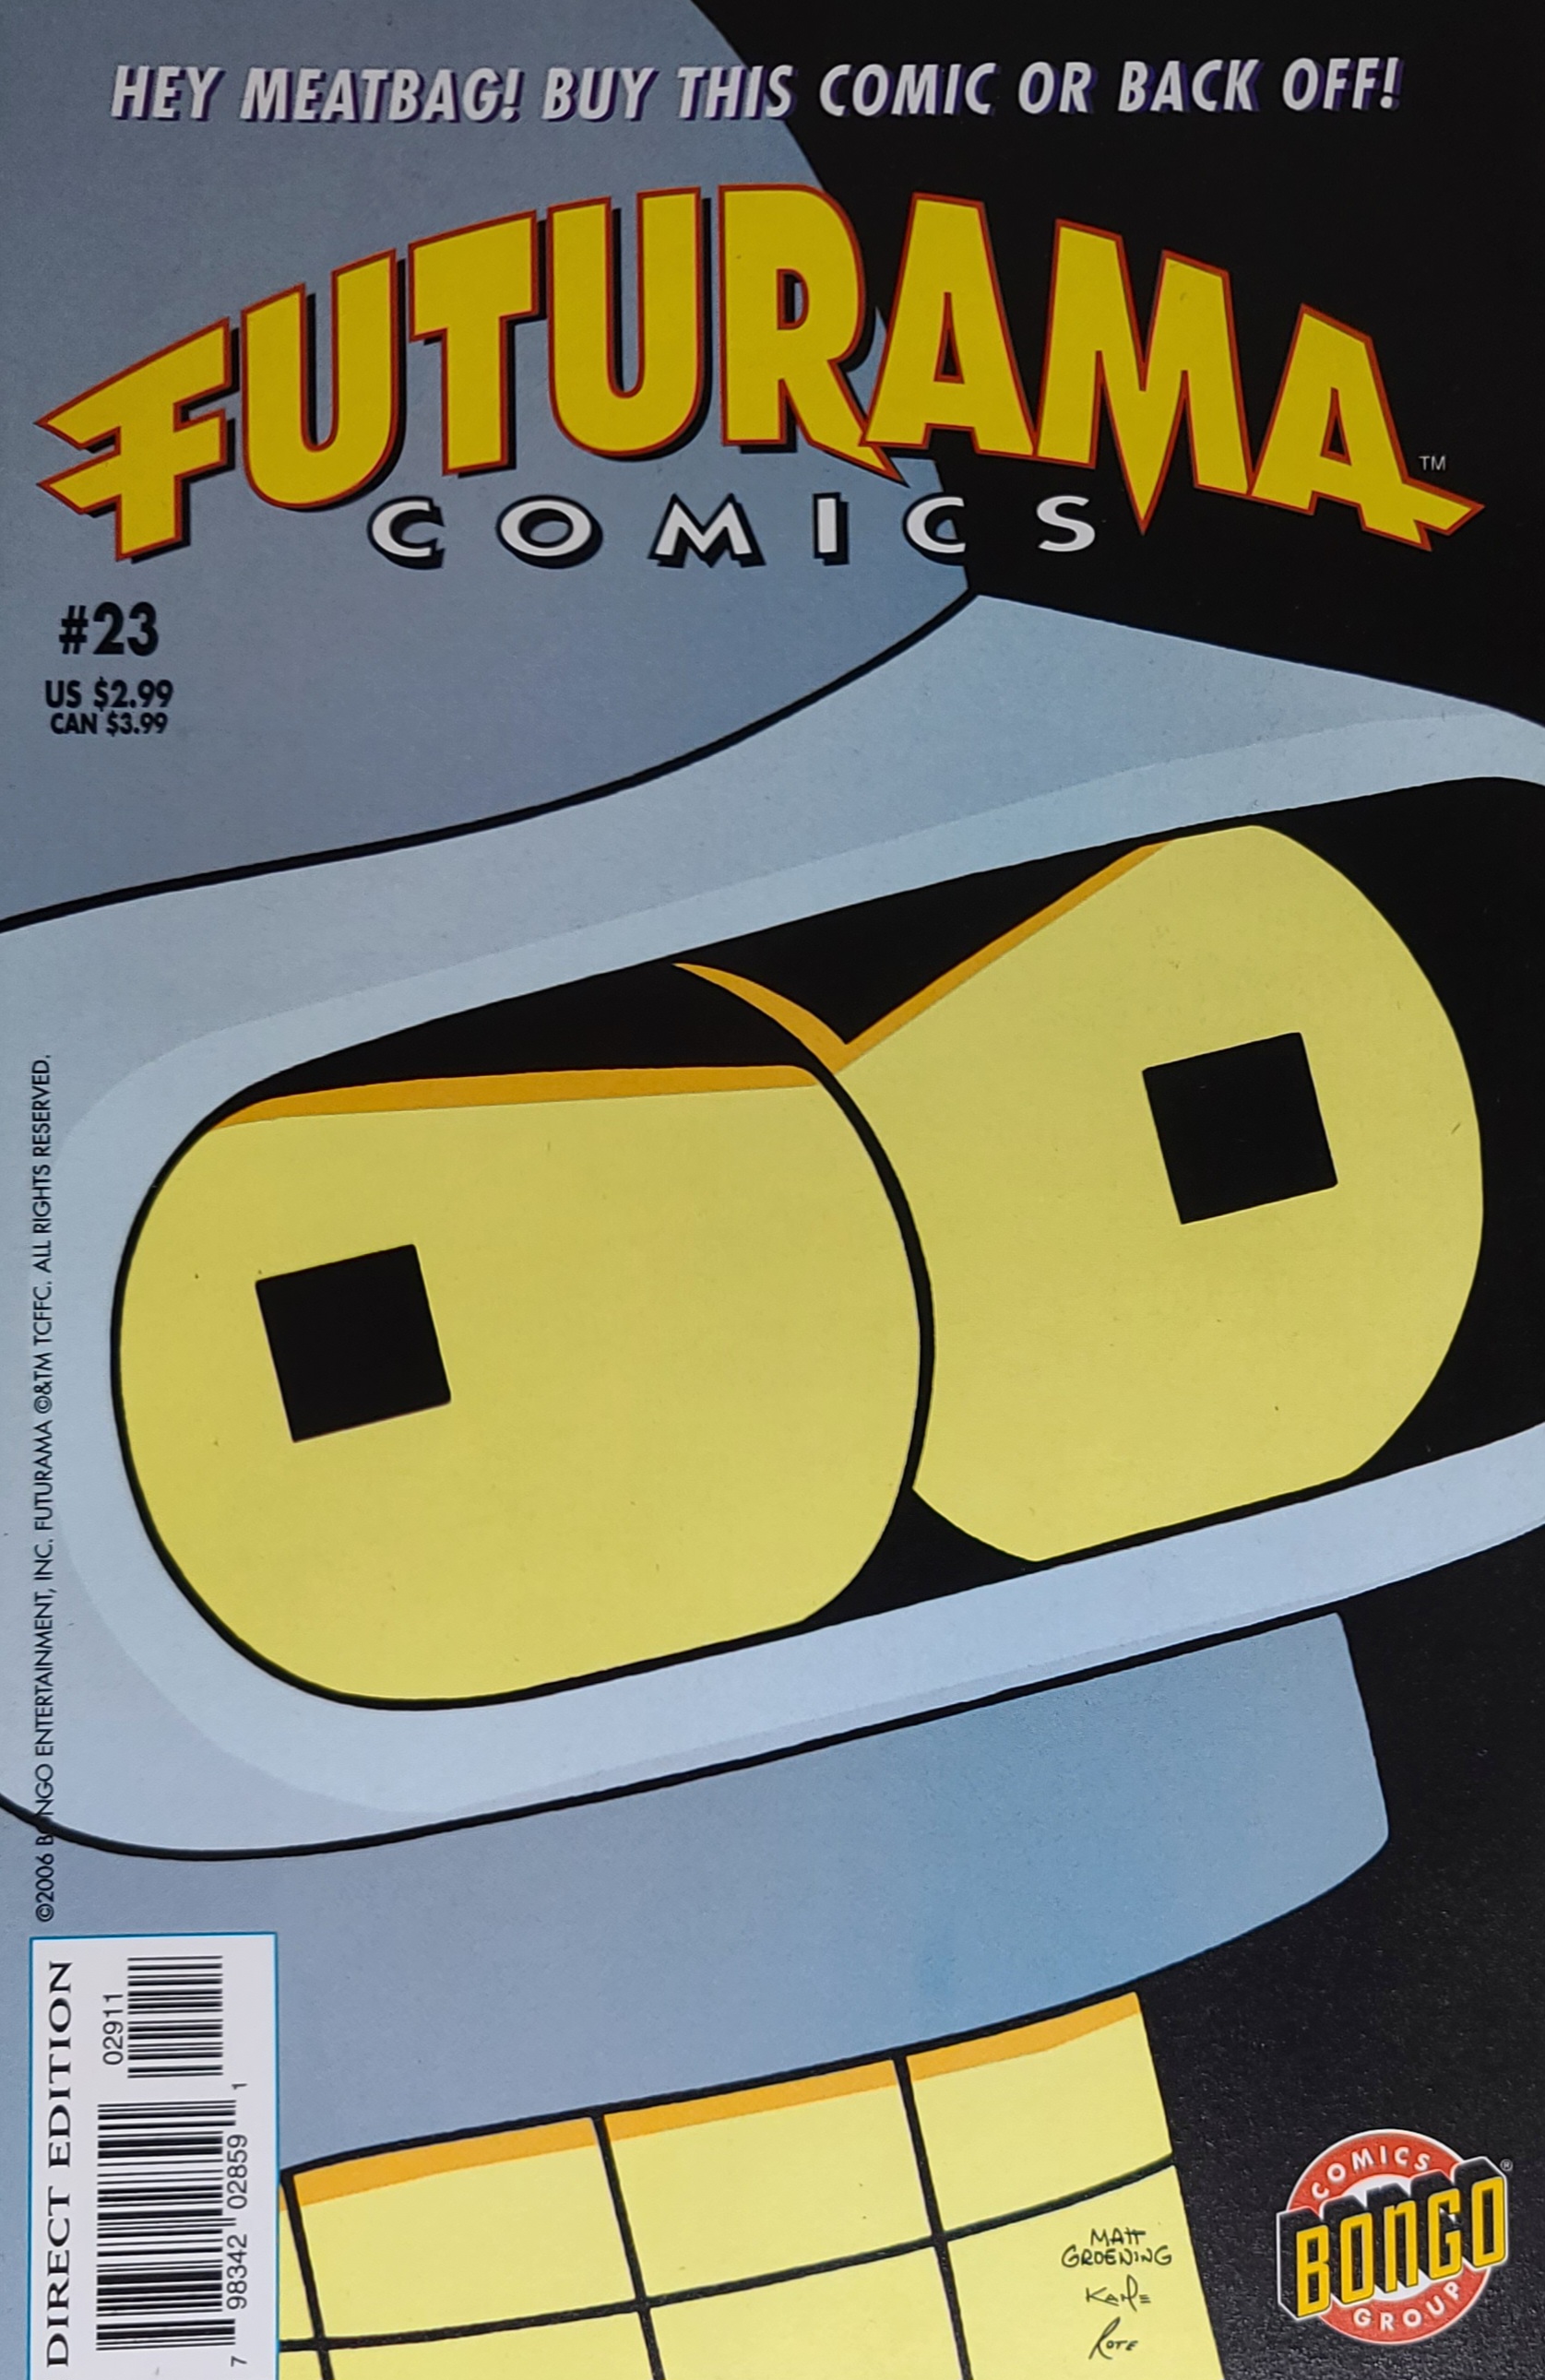 HEY MEATBAG! BUY THIS COMIC OR BACK OFF!
FUTURAMA™
COMICS
#23
US $2.99
CAN $3.99
©2006 BONGO ENTERTAINMENT, INC. FUTURAMA ©&TM TCFFC. ALL RIGHTS RESERVED.
DIRECT EDITION
02911
7 98342 02859 1
MATT
GROENING
ROTE
COMICS
BONGO®
GROUP